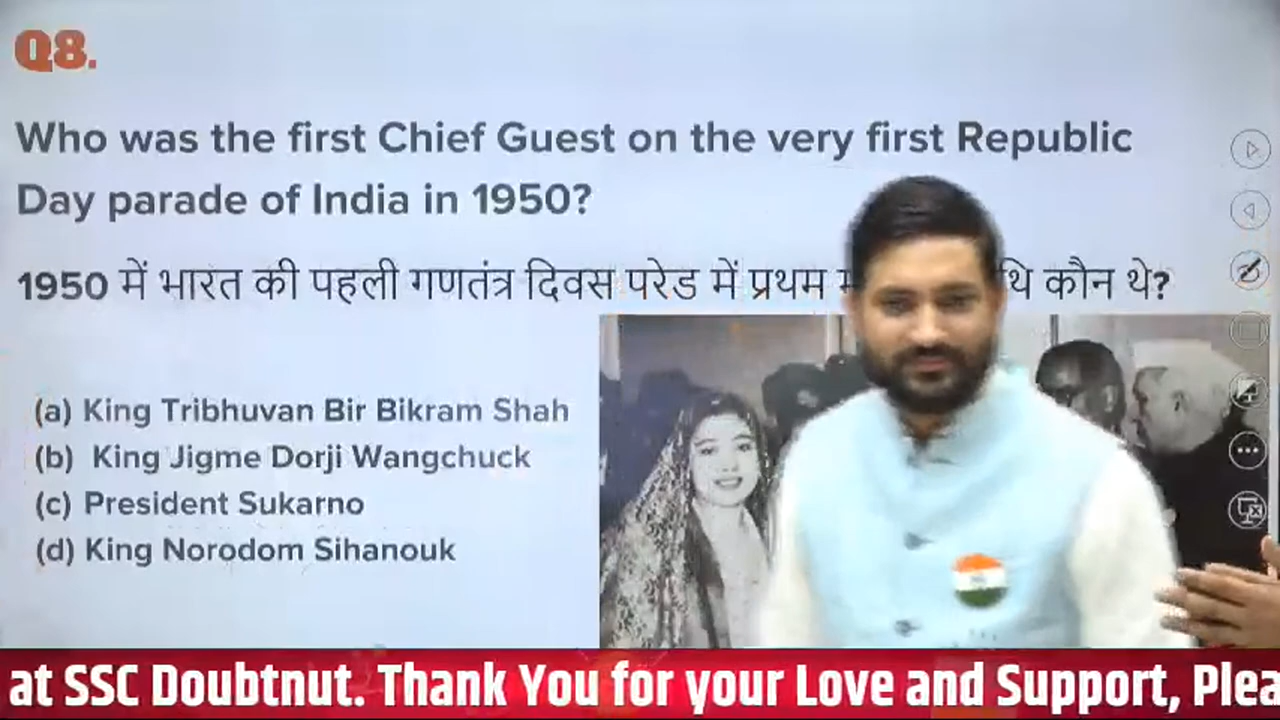 Q8.
Who was the first Chief Guest on the very first Republic
Day parade of India in 1950?
1950 में भारत की पहली गणतंत्र दिवस परेड में प्रथम कौन थे?
(a) King Tribhuvan Bir Bikram Shah
(b) King Jigme Dorji Wangchuck
(c) President Sukarno
(d) King Norodom Sihanouk
at SSC Doubtnut. Thank You for your Love and Support,